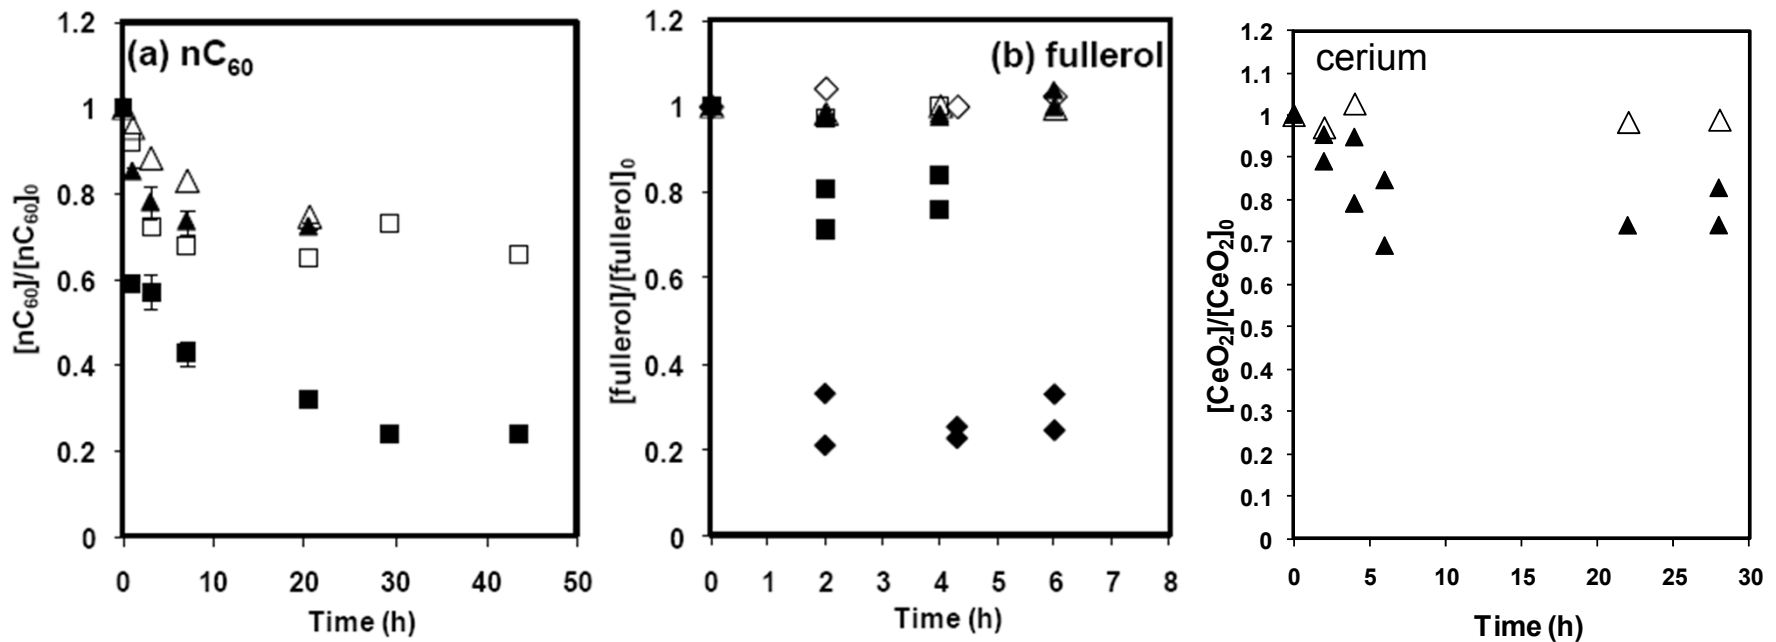 (a) nC60
[nC60]/[nC60]0
1.2
1
0.8
0.6
0.4
0.2
0
0 10 20 30 40 50
Time (h)
(b) fullerol
[fullerol]/[fullerol]0
1.2
1
0.8
0.6
0.4
0.2
0
0 1 2 3 4 5 6 7 8
Time (h)
cerium
[CeO2]/[CeO2]0
1.2
1.1
1
0.9
0.8
0.7
0.6
0.5
0.4
0.3
0.2
0.1
0
0 5 10 15 20 25 30
Time (h)